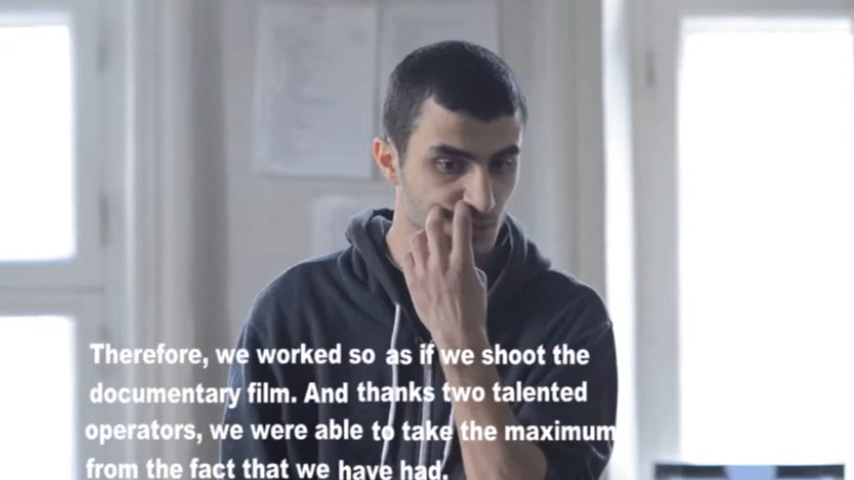 Therefore, we worked so as if we shoot the
documentary film. And thanks two talented
operators, we were able to take the maximum
from the fact that we have had.